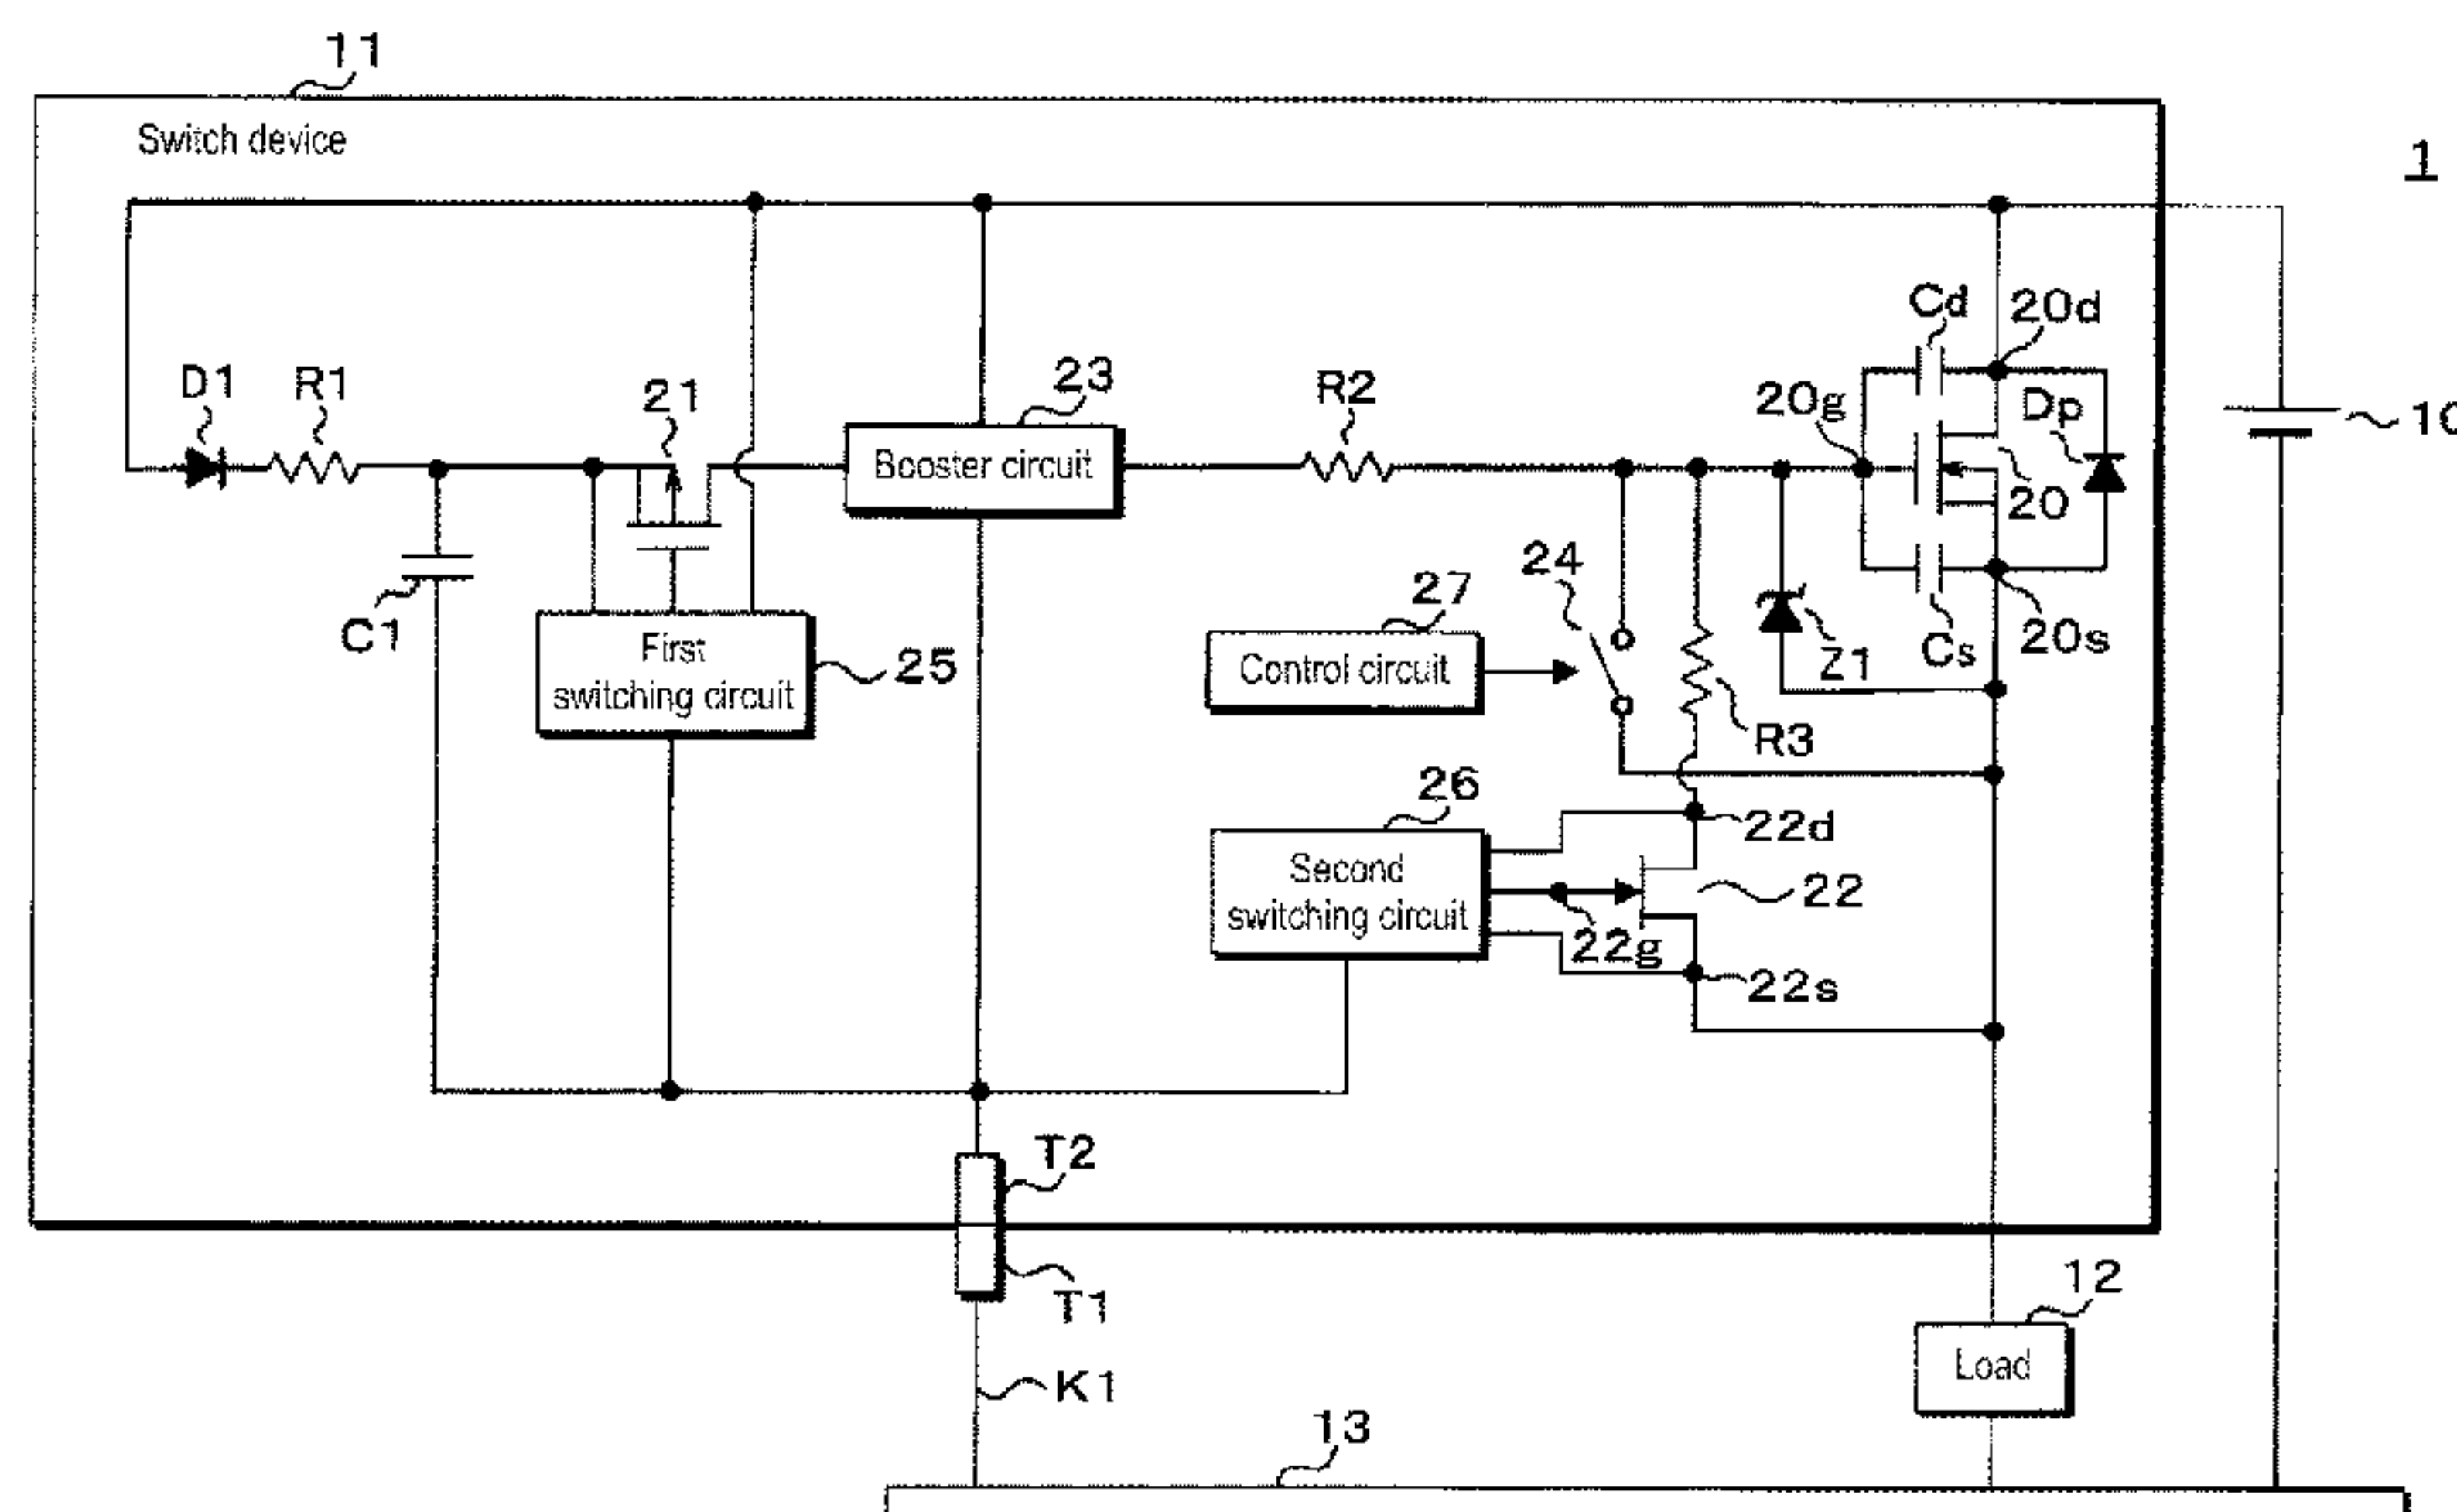 11
Switch device
1
Cd
20d
D1
R1
21
23
R2
20g
Dp
10
Booster circuit
20
24
27
C1
First
switching circuit
25
Control circuit
Z1
Cs
20s
R3
26
22d
Second
switching circuit
22
22g
22s
T2
T1
12
K1
Load
13